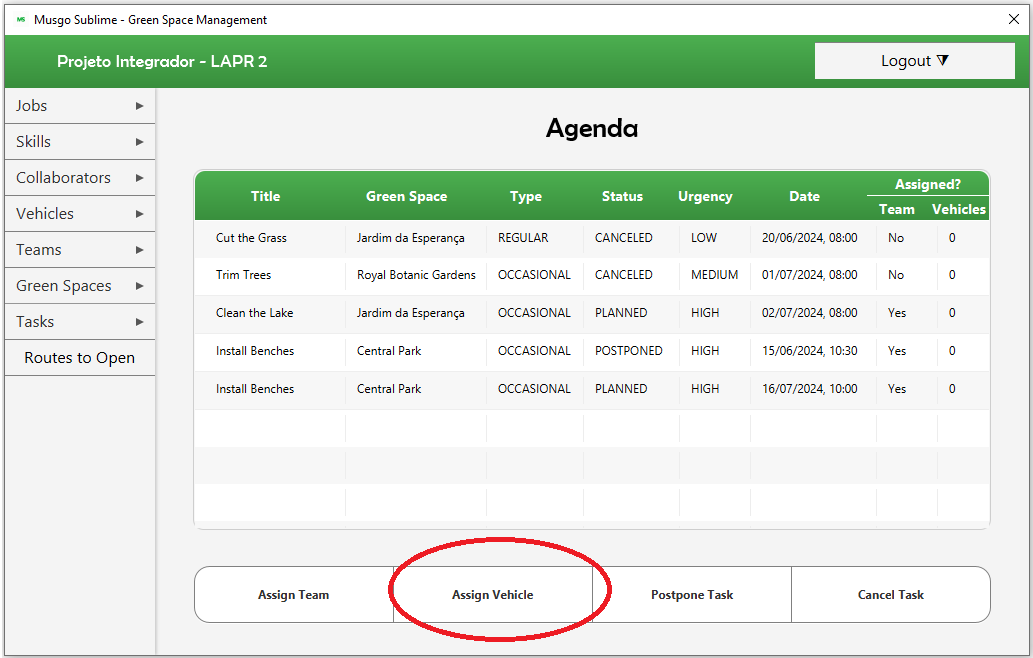 MS Musgo Sublime - Green Space Management
Projeto Integrador - LAPR 2
Logout
Jobs
Skills
Collaborators
Vehicles
Teams
Green Spaces
Tasks
Routes to Open
Agenda
Title Green Space Type Status Urgency Date Assigned?
Team Vehicles
Cut the Grass Jardim da Esperança REGULAR CANCELED LOW 20/06/2024, 08:00 No 0
Trim Trees Royal Botanic Gardens OCCASIONAL CANCELED MEDIUM 01/07/2024, 08:00 No 0
Clean the Lake Jardim da Esperança OCCASIONAL PLANNED HIGH 02/07/2024, 08:00 Yes 0
Install Benches Central Park OCCASIONAL POSTPONED HIGH 15/06/2024, 10:30 Yes 0
Install Benches Central Park OCCASIONAL PLANNED HIGH 16/07/2024, 10:00 Yes 0
Assign Team Assign Vehicle Postpone Task Cancel Task